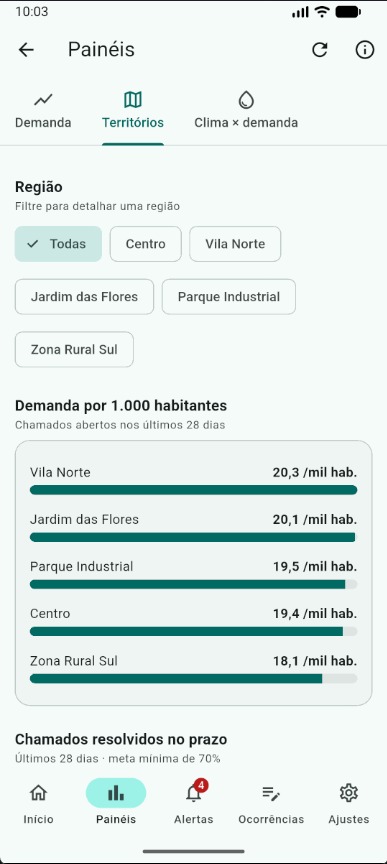 10:03
Painéis
Demanda
Territórios
Clima × demanda
Região
Filtre para detalhar uma região
Todas
Centro
Vila Norte
Jardim das Flores
Parque Industrial
Zona Rural Sul
Demanda por 1.000 habitantes
Chamados abertos nos últimos 28 dias
Vila Norte 20,3 /mil hab.
Jardim das Flores 20,1 /mil hab.
Parque Industrial 19,5 /mil hab.
Centro 19,4 /mil hab.
Zona Rural Sul 18,1 /mil hab.
Chamados resolvidos no prazo
Últimos 28 dias · meta mínima de 70%
4
Início
Painéis
Alertas
Ocorrências
Ajustes